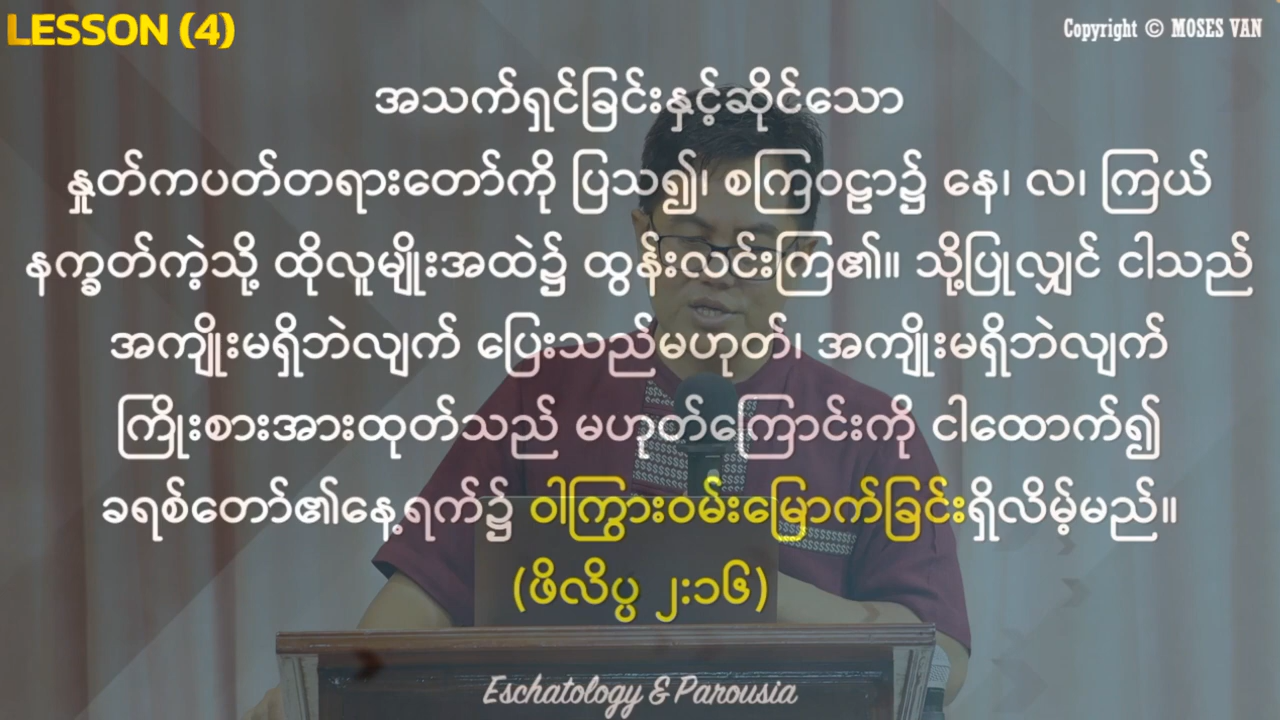 LESSON (4)
Copyright © MOSES VAN
အသက်ရှင်ခြင်းနှင့်ဆိုင်သော
နှုတ်ကပတ်တရားတော်ကို ပြသ၍၊ စကြဝဠာ၌ နေ၊ လ၊ ကြယ်
နက္ခတ်ကဲ့သို့ ထိုလူမျိုးအထဲ၌ ထွန်းလင်းကြ၏။ သို့ပြုလျှင် ငါသည်
အကျိုးမရှိဘဲလျက် ပြေးသည်မဟုတ်၊ အကျိုးမရှိဘဲလျက်
ကြိုးစားအားထုတ်သည် မဟုတ်ကြောင်းကို ငါထောက်၍
ခရစ်တော်၏နေ့ရက်၌ ဝါကြွားဝမ်းမြောက်ခြင်းရှိလိမ့်မည်။
(ဖိလိပ္ပ ၂:၁၆)
Eschatology & Parousia